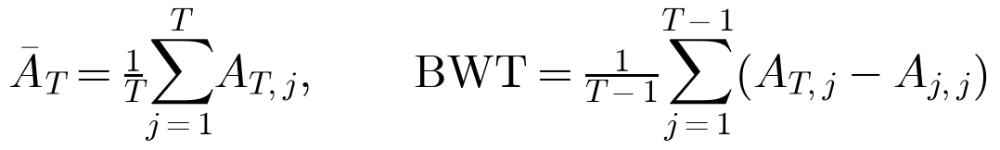 $\bar{A}_T = \frac{1}{T}\sum_{j=1}^{T} A_{T,j}, \qquad \mathrm{BWT} = \frac{1}{T-1}\sum_{j=1}^{T-1}(A_{T,j} - A_{j,j})$